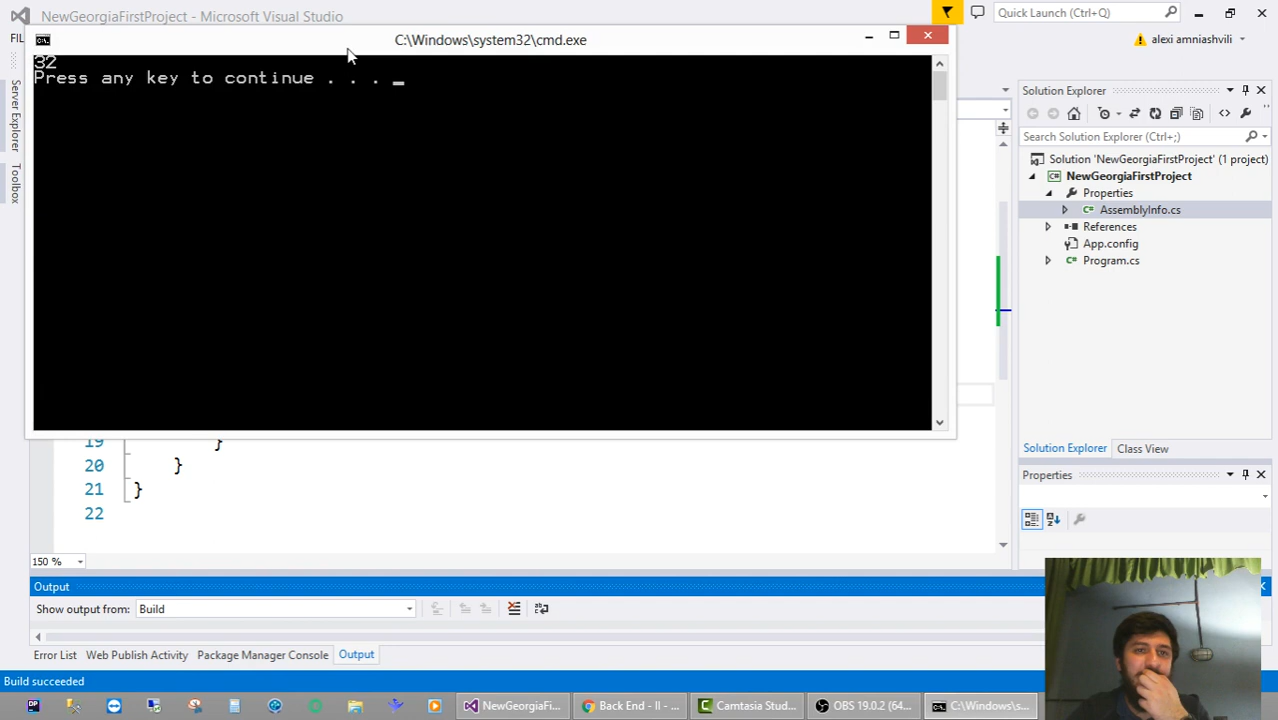 NewGeorgiaFirstProject - Microsoft Visual Studio
Quick Launch (Ctrl+Q)
FIL
alexi amniashvili
C:\Windows\system32\cmd.exe
32
Press any key to continue . . . _
Server Explorer
Toolbox
Solution Explorer
Search Solution Explorer (Ctrl+;)
Solution 'NewGeorgiaFirstProject' (1 project)
NewGeorgiaFirstProject
Properties
AssemblyInfo.cs
References
App.config
Program.cs
19 }
20 }
21 }
22
150 %
Solution Explorer Class View
Properties
Output
Show output from: Build
Error List Web Publish Activity Package Manager Console Output
Build succeeded
NewGeorgiaFi... Back End - II - ... Camtasia Stud... OBS 19.0.2 (64... C:\Windows\s...